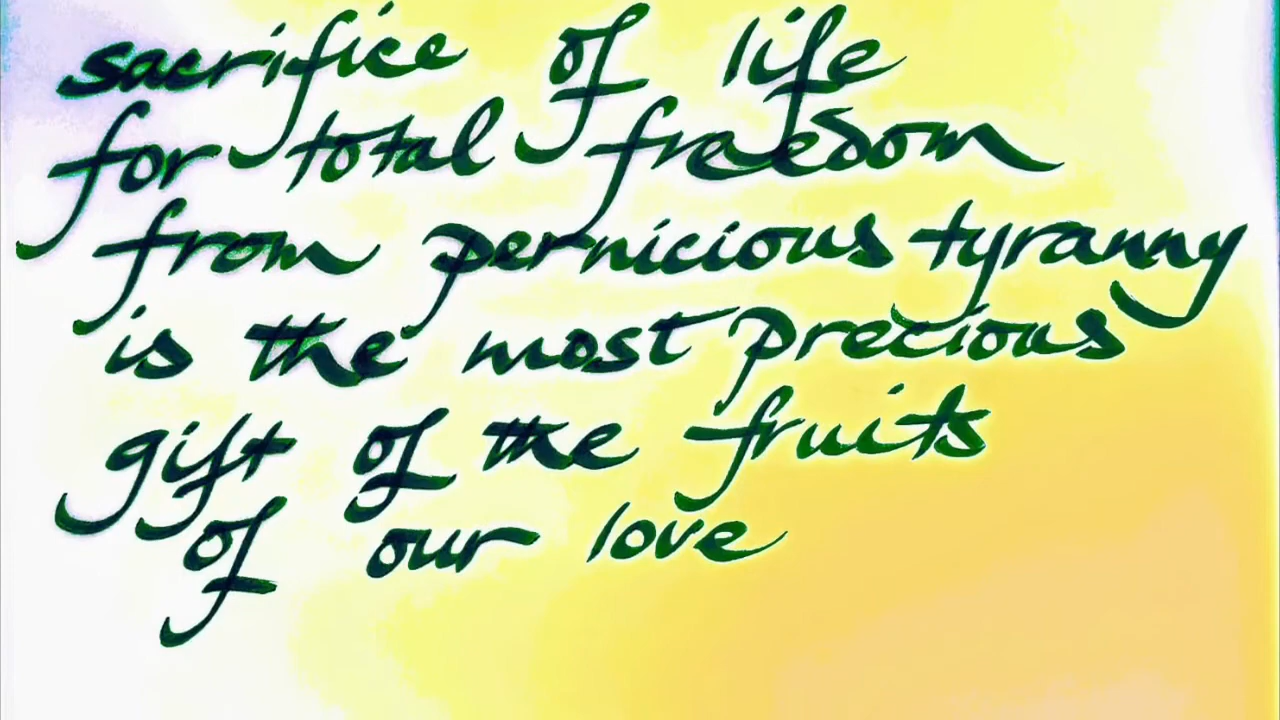 sacrifice of life
for total freedom
from pernicious tyranny
is the most precious
gift of the fruits
of our love